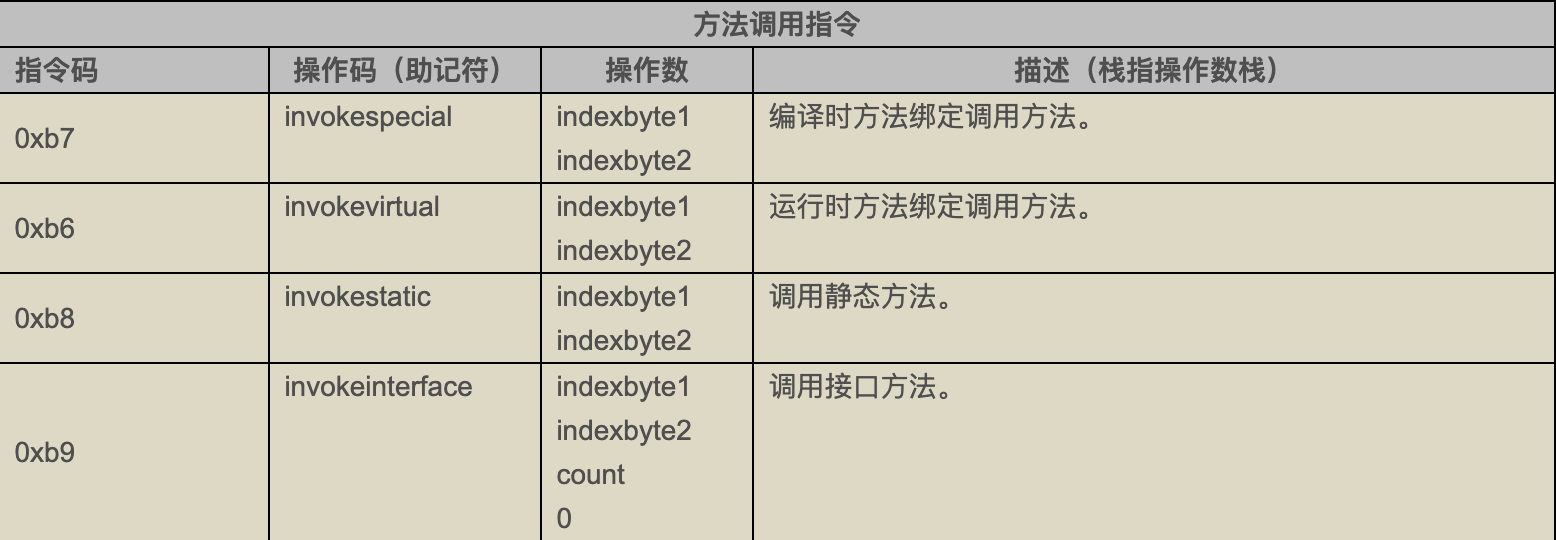 方法调用指令
指令码 操作码（助记符） 操作数 描述（栈指操作数栈）
0xb7 invokespecial indexbyte1 编译时方法绑定调用方法。
indexbyte2
0xb6 invokevirtual indexbyte1 运行时方法绑定调用方法。
indexbyte2
0xb8 invokestatic indexbyte1 调用静态方法。
indexbyte2
0xb9 invokeinterface indexbyte1 调用接口方法。
indexbyte2
count
0